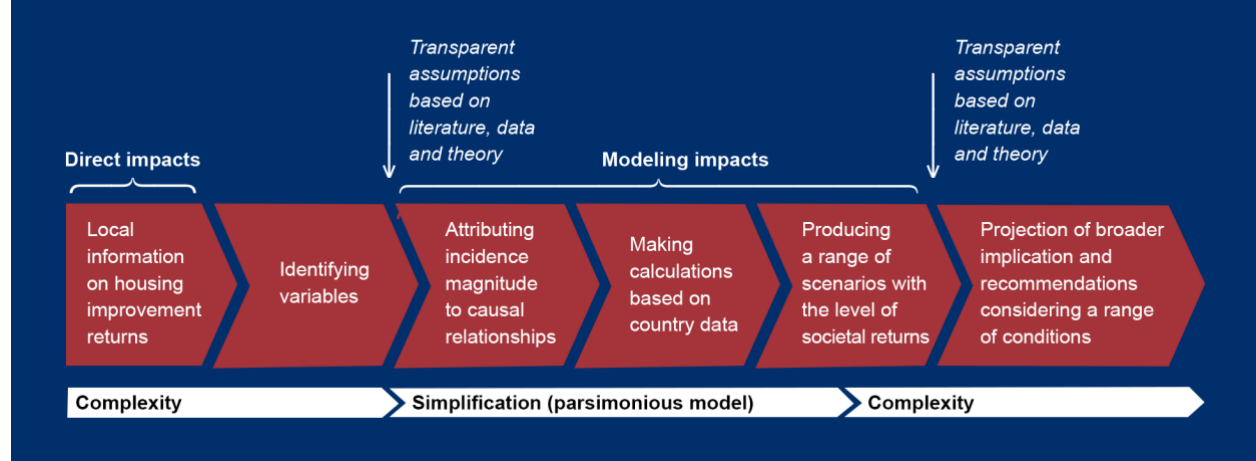 Transparent
assumptions
based on
literature, data
and theory
Transparent
assumptions
based on
literature, data
and theory
Direct impacts
Modeling impacts
Local
information
on housing
improvement
returns
Identifying
variables
Attributing
incidence
magnitude
to causal
relationships
Making
calculations
based on
country data
Producing
a range of
scenarios with
the level of
societal returns
Projection of broader
implication and
recommendations
considering a range
of conditions
Complexity
Simplification (parsimonious model)
Complexity